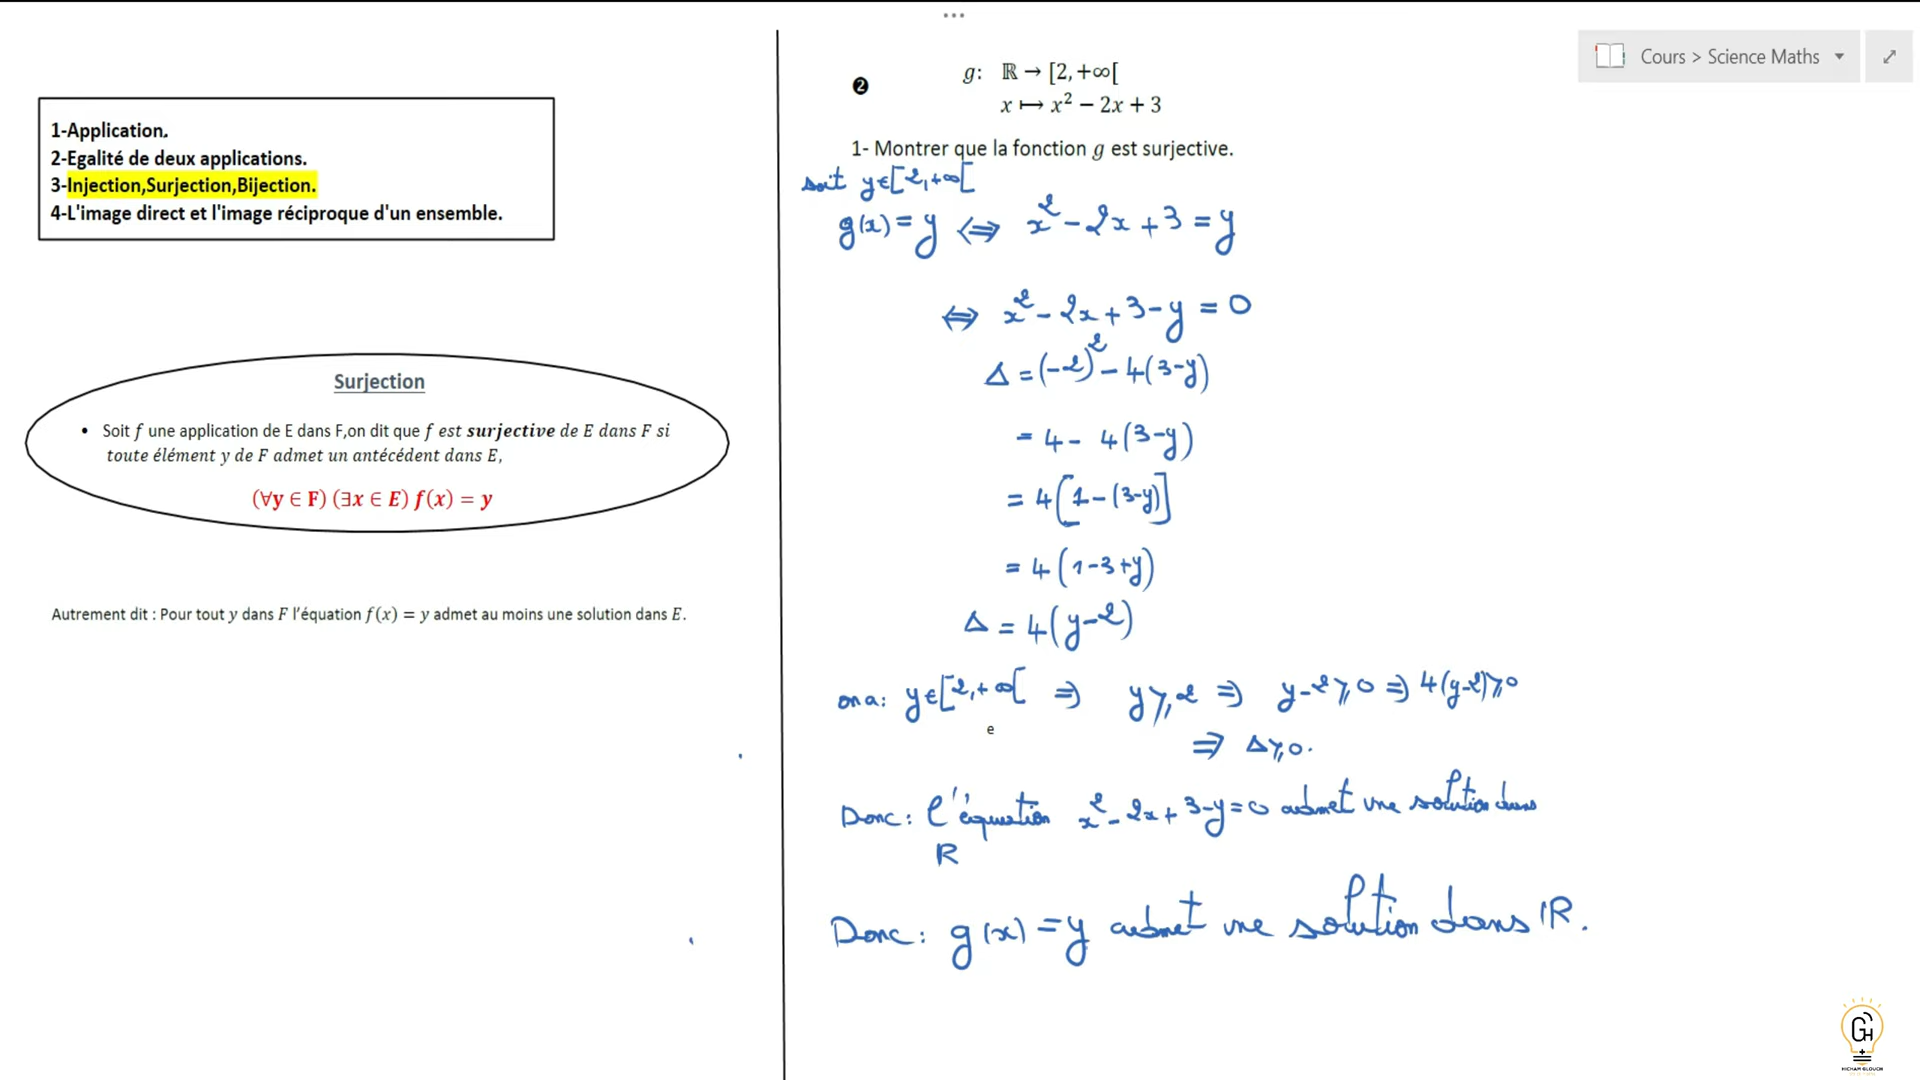 ...
Cours > Science Maths
1-Application.
2-Egalité de deux applications.
3-Injection,Surjection,Bijection.
4-L'image direct et l'image réciproque d'un ensemble.
Surjection
• Soit f une application de E dans F,on dit que f est surjective de E dans F si
toute élément y de F admet un antécédent dans E,
(∀y ∈ F) (∃x ∈ E) f(x) = y
Autrement dit : Pour tout y dans F l'équation f(x) = y admet au moins une solution dans E.
❷ g: ℝ → [2, +∞[
x ↦ x² − 2x + 3
1- Montrer que la fonction g est surjective.
soit y∈[2,+∞[
g(x) = y ⇔ x² - 2x + 3 = y
⇔ x² - 2x + 3 - y = 0
Δ = (-2)² - 4(3-y)
= 4 - 4(3-y)
= 4[1-(3-y)]
= 4(1-3+y)
Δ = 4(y-2)
on a: y∈[2,+∞[ ⇒ y ⩾ 2 ⇒ y-2 ⩾ 0 ⇒ 4(y-2) ⩾ 0
e
⇒ Δ ⩾ 0.
Donc: l'équation x² - 2x + 3-y = 0 admet une solution dans
R
Donc: g(x) = y admet une solution dans IR.
GH
HICHAM GLOUCH